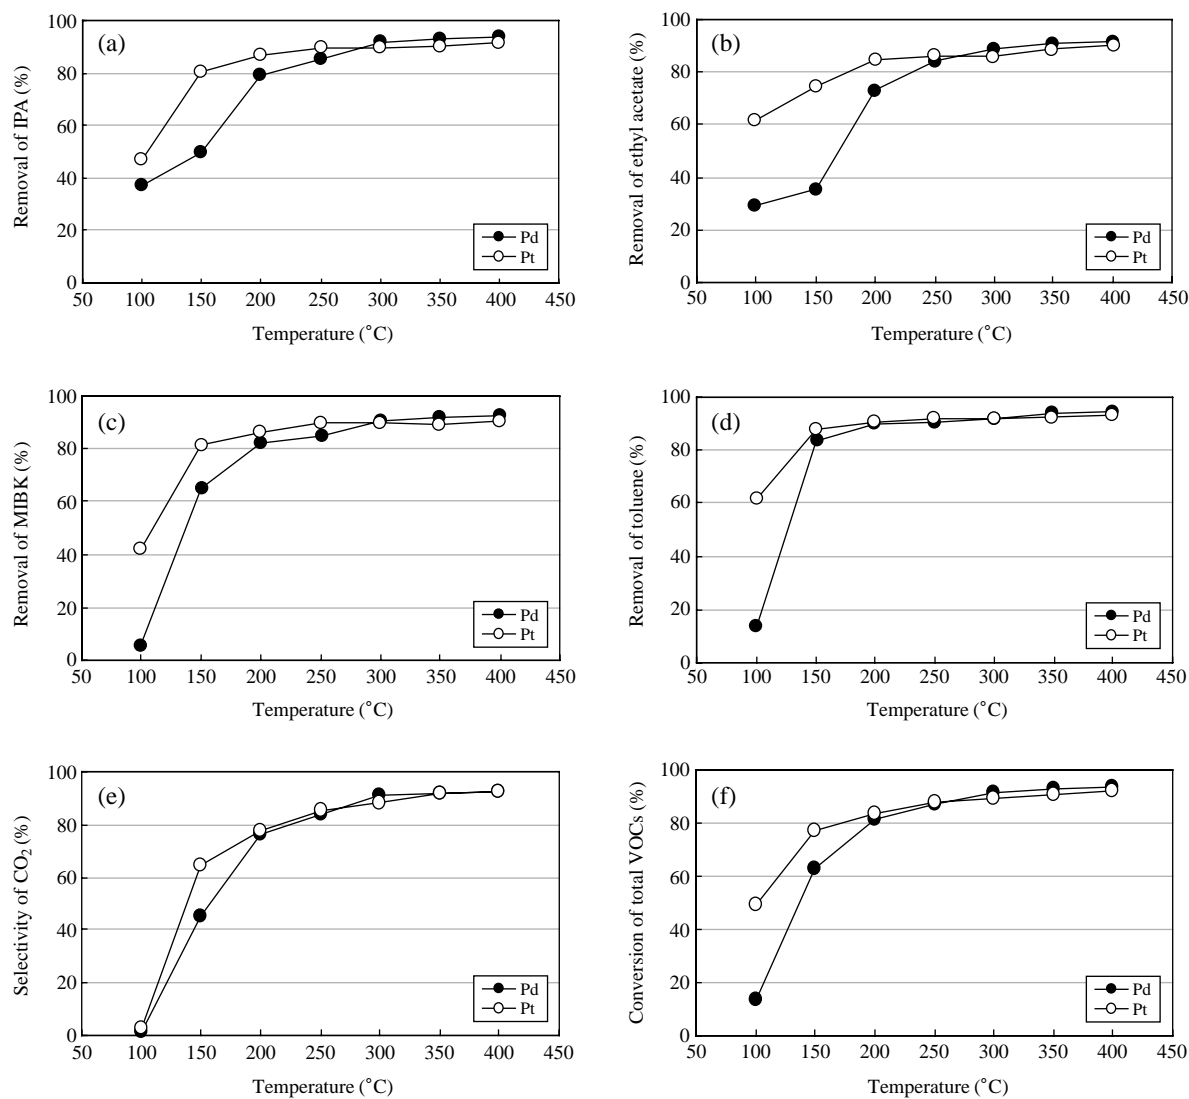 (a)
Removal of IPA (%)
100
80
60
40
20
0
50 100 150 200 250 300 350 400 450
Temperature (°C)
Pd
Pt
(b)
Removal of ethyl acetate (%)
100
80
60
40
20
0
50 100 150 200 250 300 350 400 450
Temperature (°C)
Pd
Pt
(c)
Removal of MIBK (%)
100
80
60
40
20
0
50 100 150 200 250 300 350 400 450
Temperature (°C)
Pd
Pt
(d)
Removal of toluene (%)
100
80
60
40
20
0
50 100 150 200 250 300 350 400 450
Temperature (°C)
Pd
Pt
(e)
Selectivity of CO₂ (%)
100
80
60
40
20
0
50 100 150 200 250 300 350 400 450
Temperature (°C)
Pd
Pt
(f)
Conversion of total VOCs (%)
100
80
60
40
20
0
50 100 150 200 250 300 350 400 450
Temperature (°C)
Pd
Pt